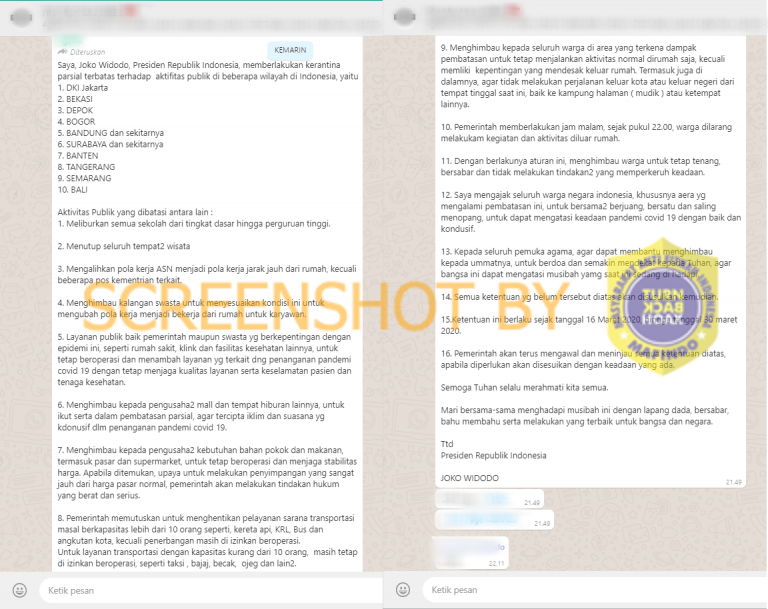 Diteruskan
KEMARIN
Saya, Joko Widodo, Presiden Republik Indonesia, memberlakukan kerantina
parsial terbatas terhadap aktifitas publik di beberapa wilayah di Indonesia, yaitu
1. DKI Jakarta
2. BEKASI
3. DEPOK
4. BOGOR
5. BANDUNG dan sekitarnya
6. SURABAYA dan sekitarnya
7. BANTEN
8. TANGERANG
9. SEMARANG
10. BALI
Aktivitas Publik yang dibatasi antara lain :
1. Meliburkan semua sekolah dari tingkat dasar hingga perguruan tinggi.
2. Menutup seluruh tempat2 wisata
3. Mengalihkan pola kerja ASN menjadi pola kerja jarak jauh dari rumah, kecuali
beberapa pos kementrian terkait.
4. Menghimbau kalangan swasta untuk menyesuaikan kondisi ini untuk
mengubah pola kerja menjadi bekerja dari rumah untuk karyawan.
5. Layanan publik baik pemerintah maupun swasta yg berkepentingan dengan
epidemi ini, seperti rumah sakit, klink dan fasilitas kesehatan lainnya, untuk
tetap beroperasi dan menambah layanan yg terkait dng penanganan pandemi
covid 19 dengan tetap menjaga kualitas layanan serta keselamatan pasien dan
tenaga kesehatan.
6. Menghimbau kepada pengusaha2 mall dan tempat hiburan lainnya, untuk
ikut serta dalam pembatasan parsial, agar tercipta iklim dan suasana yg
kdonusif dlm penanganan pandemi covid 19.
7. Menghimbau kepada pengusaha2 kebutuhan bahan pokok dan makanan,
termasuk pasar dan supermarket, untuk tetap beroperasi dan menjaga stabilitas
harga. Apabila ditemukan, upaya untuk melakukan penyimpangan yang sangat
jauh dari harga pasar normal, pemerintah akan melakukan tindakan hukum
yang berat dan serius.
8. Pemerintah memutuskan untuk menghentikan pelayanan sarana transportasi
masal berkapasitas lebih dari 10 orang seperti, kereta api, KRL, Bus dan
angkutan kota, kecuali penerbangan masih di izinkan beroperasi.
Untuk layanan transportasi dengan kapasitas kurang dari 10 orang, masih tetap
di izinkan beroperasi, seperti taksi , bajaj, becak, ojeg dan lain2.
Ketik pesan
9. Menghimbau kepada seluruh warga di area yang terkena dampak
pembatasan untuk tetap menjalankan aktivitas normal dirumah saja, kecuali
memliki kepentingan yang mendesak keluar rumah. Termasuk juga di
dalamnya, agar tidak melakukan perjalanan keluar kota atau keluar negeri dari
tempat tinggal saat ini, baik ke kampung halaman ( mudik ) atau ketempat
lainnya.
10. Pemerintah memberlakukan jam malam, sejak pukul 22.00, warga dilarang
melakukam kegiatan dan aktivitas diluar rumah.
11. Dengan berlakunya aturan ini, menghimbau warga untuk tetap tenang,
bersabar dan tidak melakukan tindakan2 yang memperkeruh keadaan.
12. Saya mengajak seluruh warga negara indonesia, khususnya aera yg
mengalami pembatasan ini, untuk bersama2 berjuang, bersatu dan saling
menopang, untuk dapat mengatasi keadaan pandemi covid 19 dengan baik dan
kondusif.
13. Kepada seluruh pemuka agama, agar dapat membantu menghimbau
kepada ummatnya, untuk berdoa dan semakin mendekat kepada Tuhan, agar
bangsa ini dapat mengatasi musibah yamg saat ini sedang di hadapi.
14. Semua ketentuan yg belum tersebut diatas akan disusulkan kemudian.
15.Ketentuan ini berlaku sejak tanggal 16 Maret 2020 hingga tanggal 30 maret
2020.
16. Pemerintah akan terus mengawal dan meninjau semua ketentuan diatas,
apabila diperlukan akan disesuikan dengan keadaan yang ada.
Semoga Tuhan selalu merahmati kita semua.
Mari bersama-sama menghadapi musibah ini dengan lapang dada, bersabar,
bahu membahu serta melakukan yang terbaik untuk bangsa dan negara.
Ttd
Presiden Republik Indonesia
JOKO WIDODO
21.49
21.49
21.49
22.11
Ketik pesan
SCREENSHOT BY
MASYARAKAT ANTI FITNAH INDONESIA
TURN
BACK
HOAX
MAFINDO